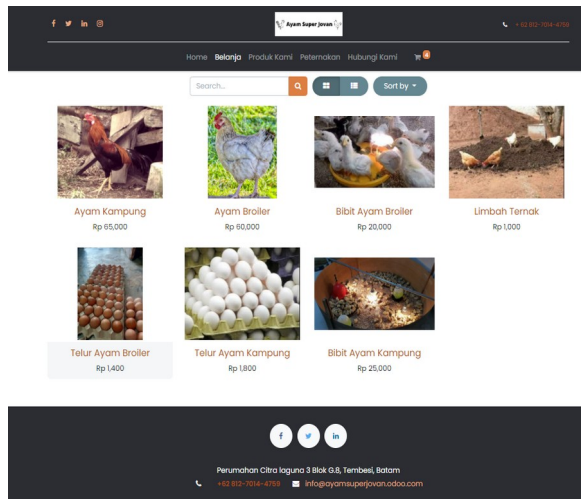 Ayam Super Jovan
+62 812-7014-4759
Home Belanja Produk Kami Peternakan Hubungi Kami 4
Search... Sort by
Ayam Kampung Ayam Broiler Bibit Ayam Broiler Limbah Ternak
Rp 65,000 Rp 60,000 Rp 20,000 Rp 1,000
Telur Ayam Broiler Telur Ayam Kampung Bibit Ayam Kampung
Rp 1,400 Rp 1,800 Rp 25,000
Perumahan Citra laguna 3 Blok G.8, Tembesi, Batam
+62 812-7014-4759 info@ayamsuperjovan.odoo.com